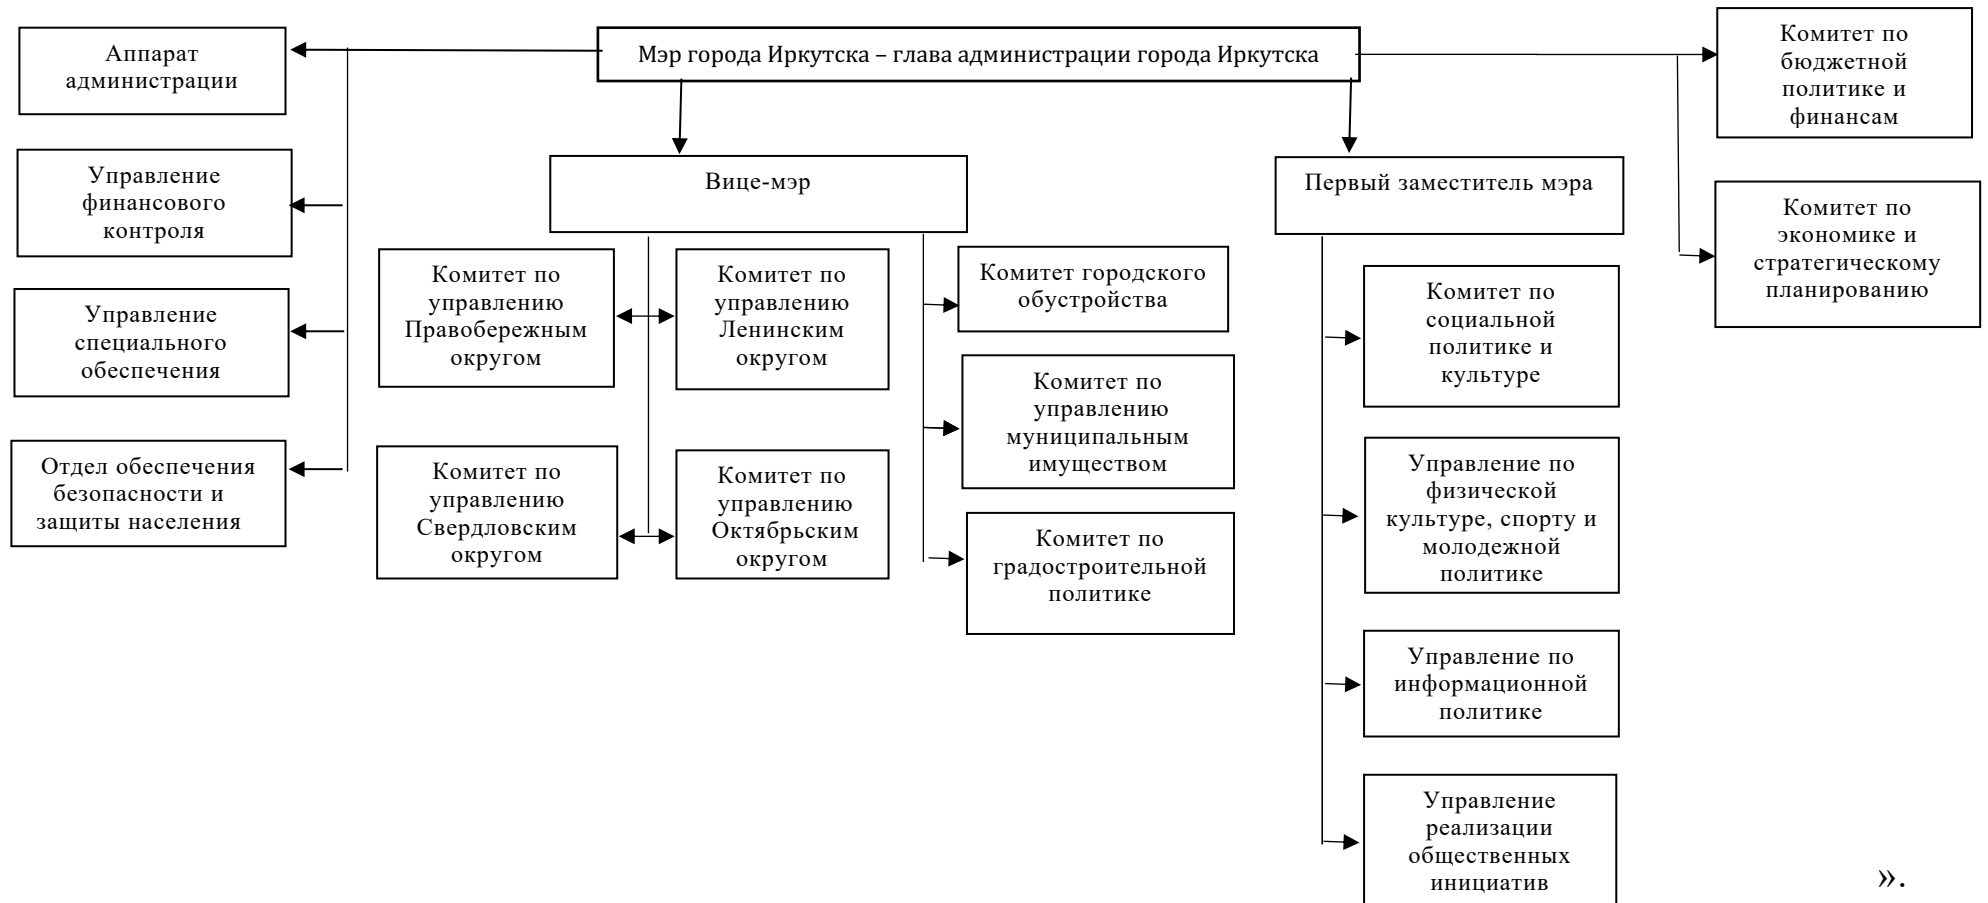 Мэр города Иркутска – глава администрации города Иркутска
Аппарат
администрации
Управление
финансового
контроля
Управление
специального
обеспечения
Отдел обеспечения
безопасности и
защиты населения
Вице-мэр
Комитет по
управлению
Правобережным
округом
Комитет по
управлению
Ленинским
округом
Комитет по
управлению
Свердловским
округом
Комитет по
управлению
Октябрьским
округом
Комитет городского
обустройства
Комитет по
управлению
муниципальным
имуществом
Комитет по
градостроительной
политике
Первый заместитель мэра
Комитет по
социальной
политике и
культуре
Управление по
физической
культуре, спорту и
молодежной
политике
Управление по
информационной
политике
Управление
реализации
общественных
инициатив
Комитет по
бюджетной
политике и
финансам
Комитет по
экономике и
стратегическому
планированию
».